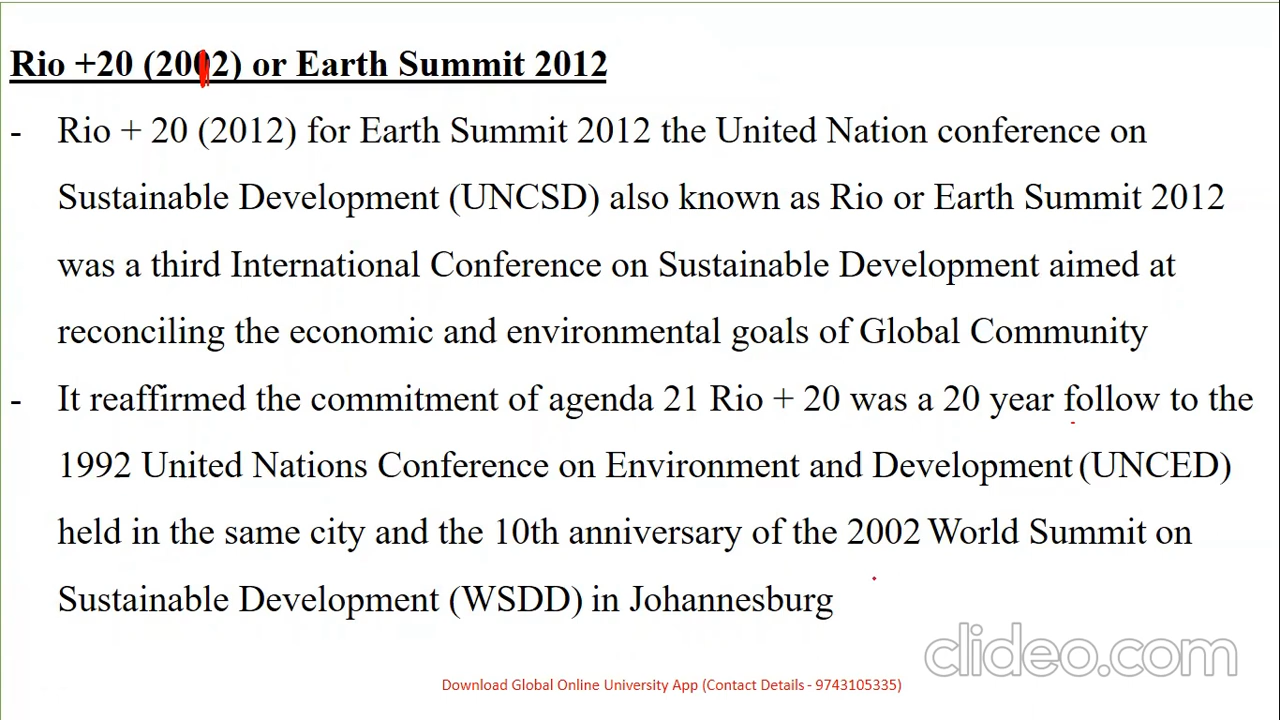 Rio +20 (2002) or Earth Summit 2012
- Rio + 20 (2012) for Earth Summit 2012 the United Nation conference on
Sustainable Development (UNCSD) also known as Rio or Earth Summit 2012
was a third International Conference on Sustainable Development aimed at
reconciling the economic and environmental goals of Global Community
- It reaffirmed the commitment of agenda 21 Rio + 20 was a 20 year follow to the
1992 United Nations Conference on Environment and Development (UNCED)
held in the same city and the 10th anniversary of the 2002 World Summit on
Sustainable Development (WSDD) in Johannesburg
clideo.com
Download Global Online University App (Contact Details - 9743105335)